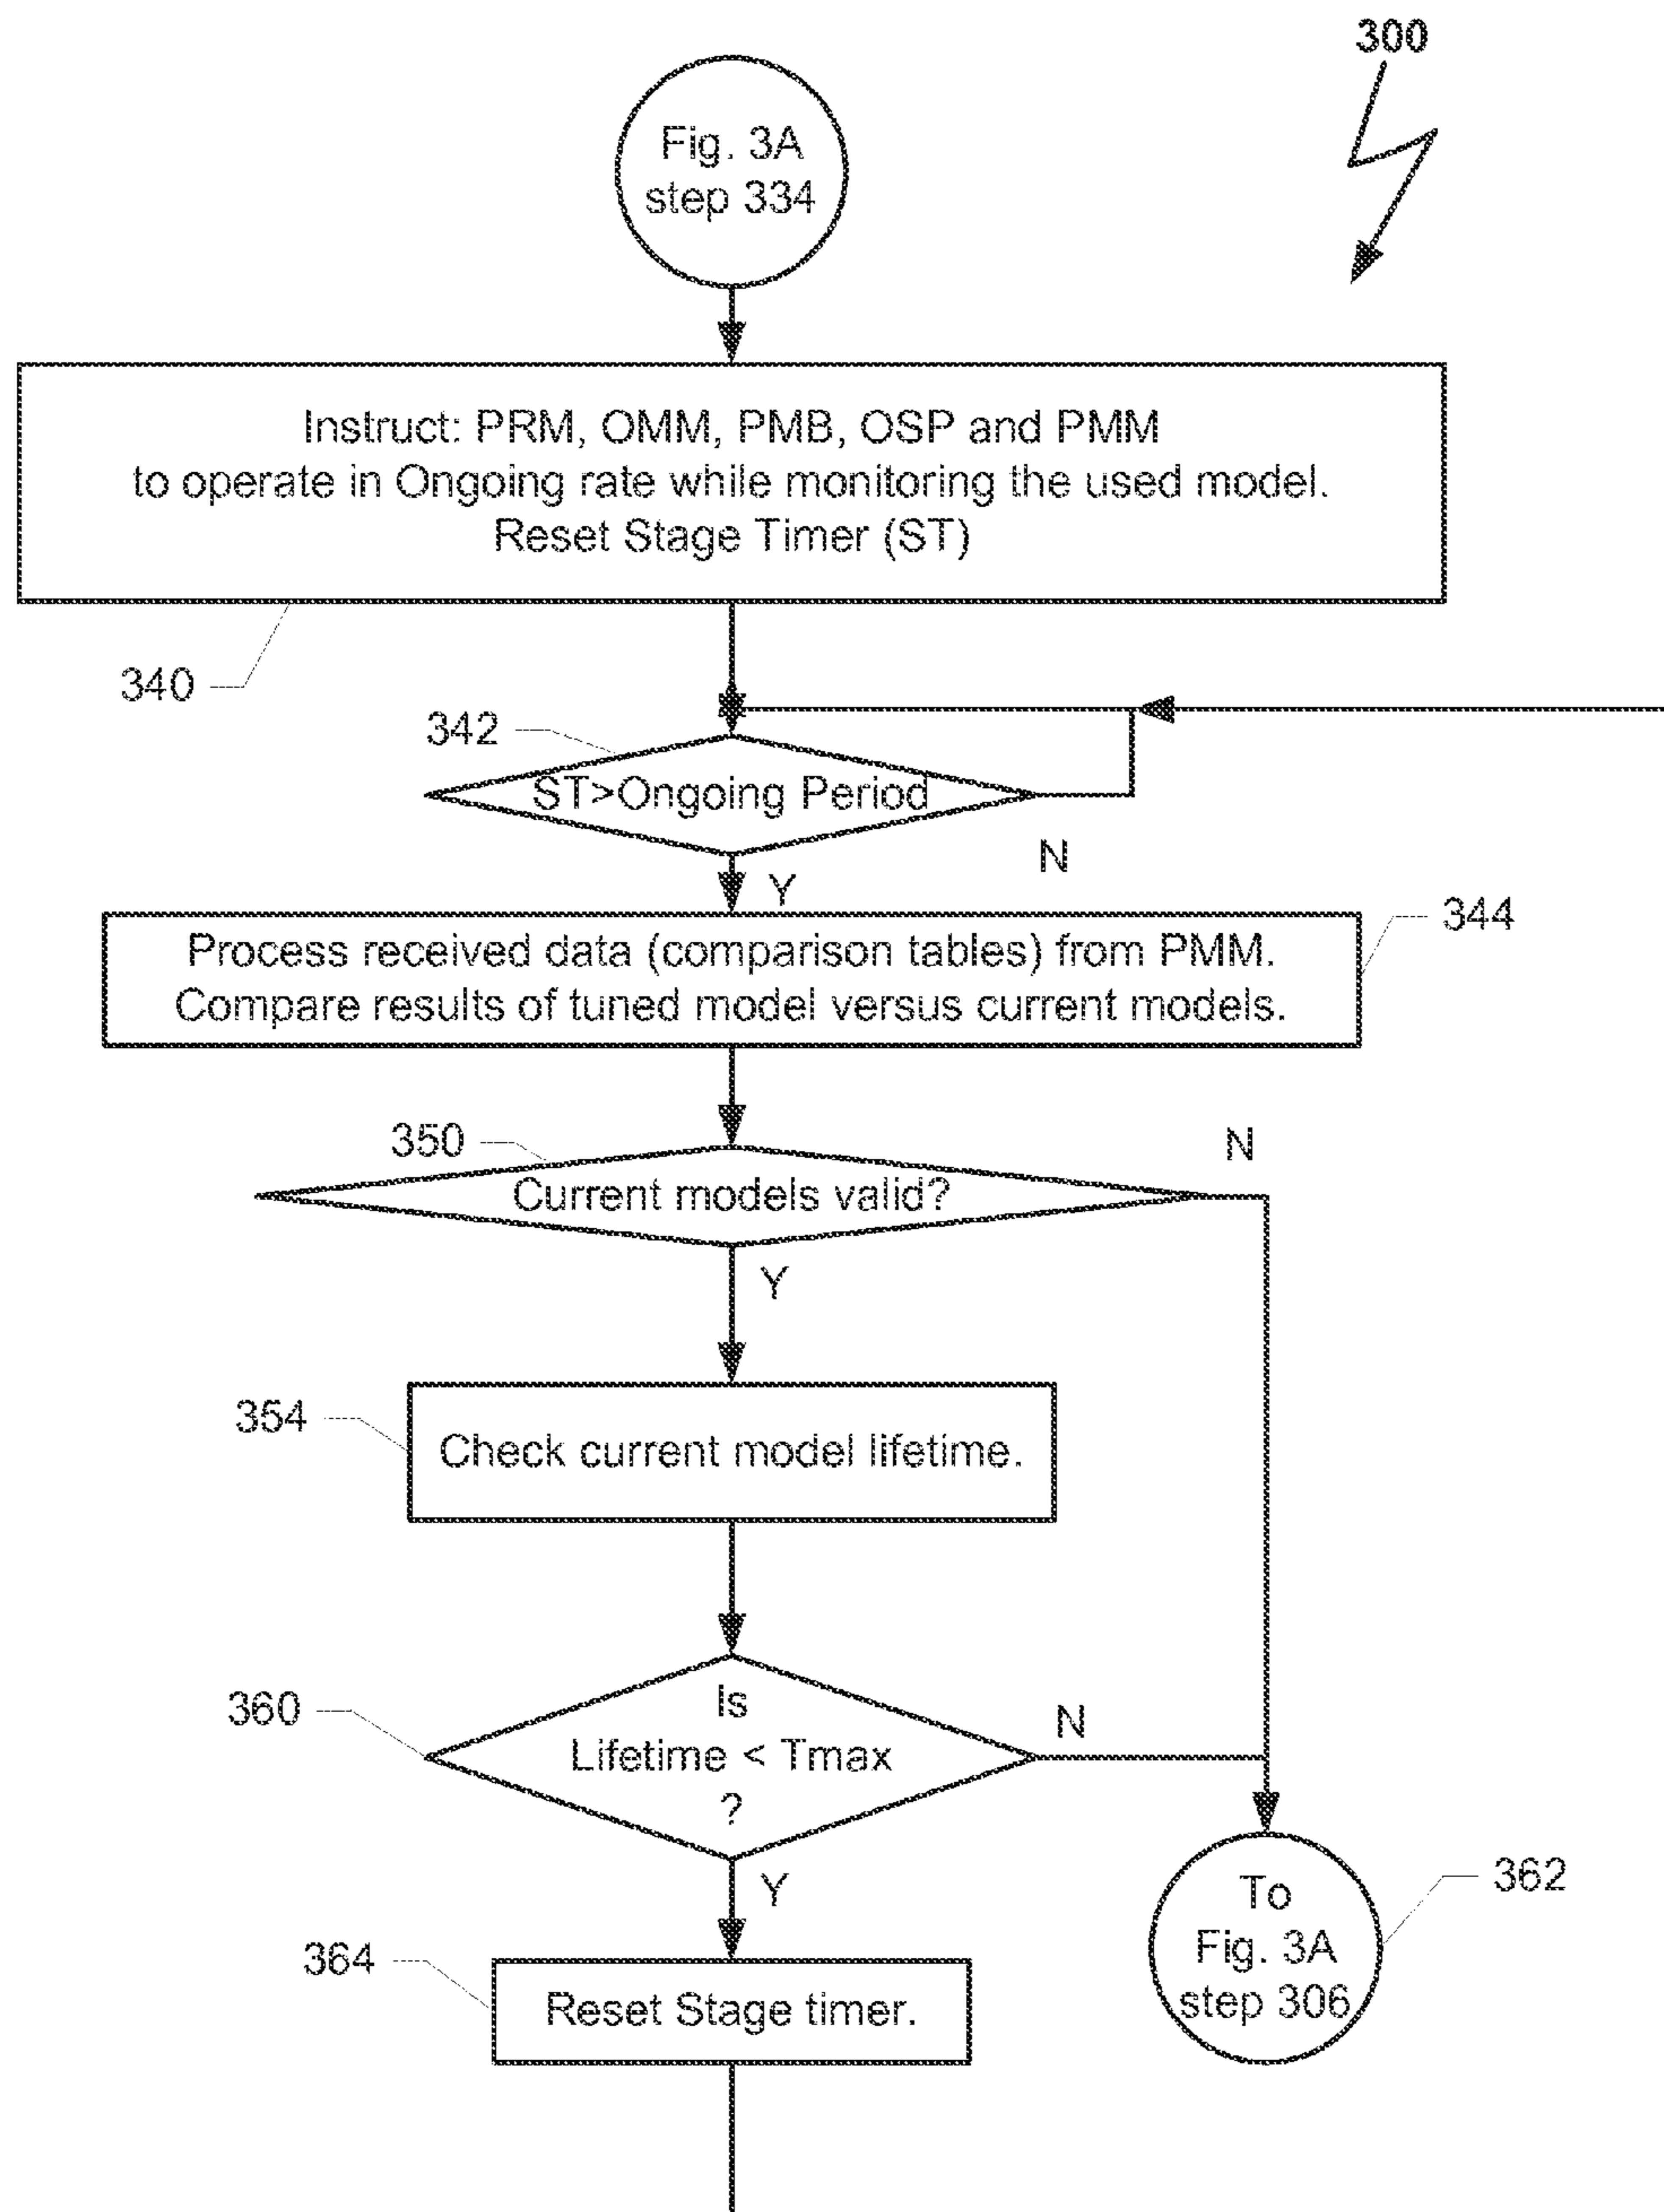 300
Fig. 3A
step 334
Instruct: PRM, OMM, PMB, OSP and PMM
to operate in Ongoing rate while monitoring the used model.
Reset Stage Timer (ST)
340
342
ST>Ongoing Period
N
Y
344
Process received data (comparison tables) from PMM.
Compare results of tuned model versus current models.
350
N
Current models valid?
Y
354
Check current model lifetime.
360
Is
Lifetime < Tmax
?
N
Y
362
To
Fig. 3A
step 306
364
Reset Stage timer.